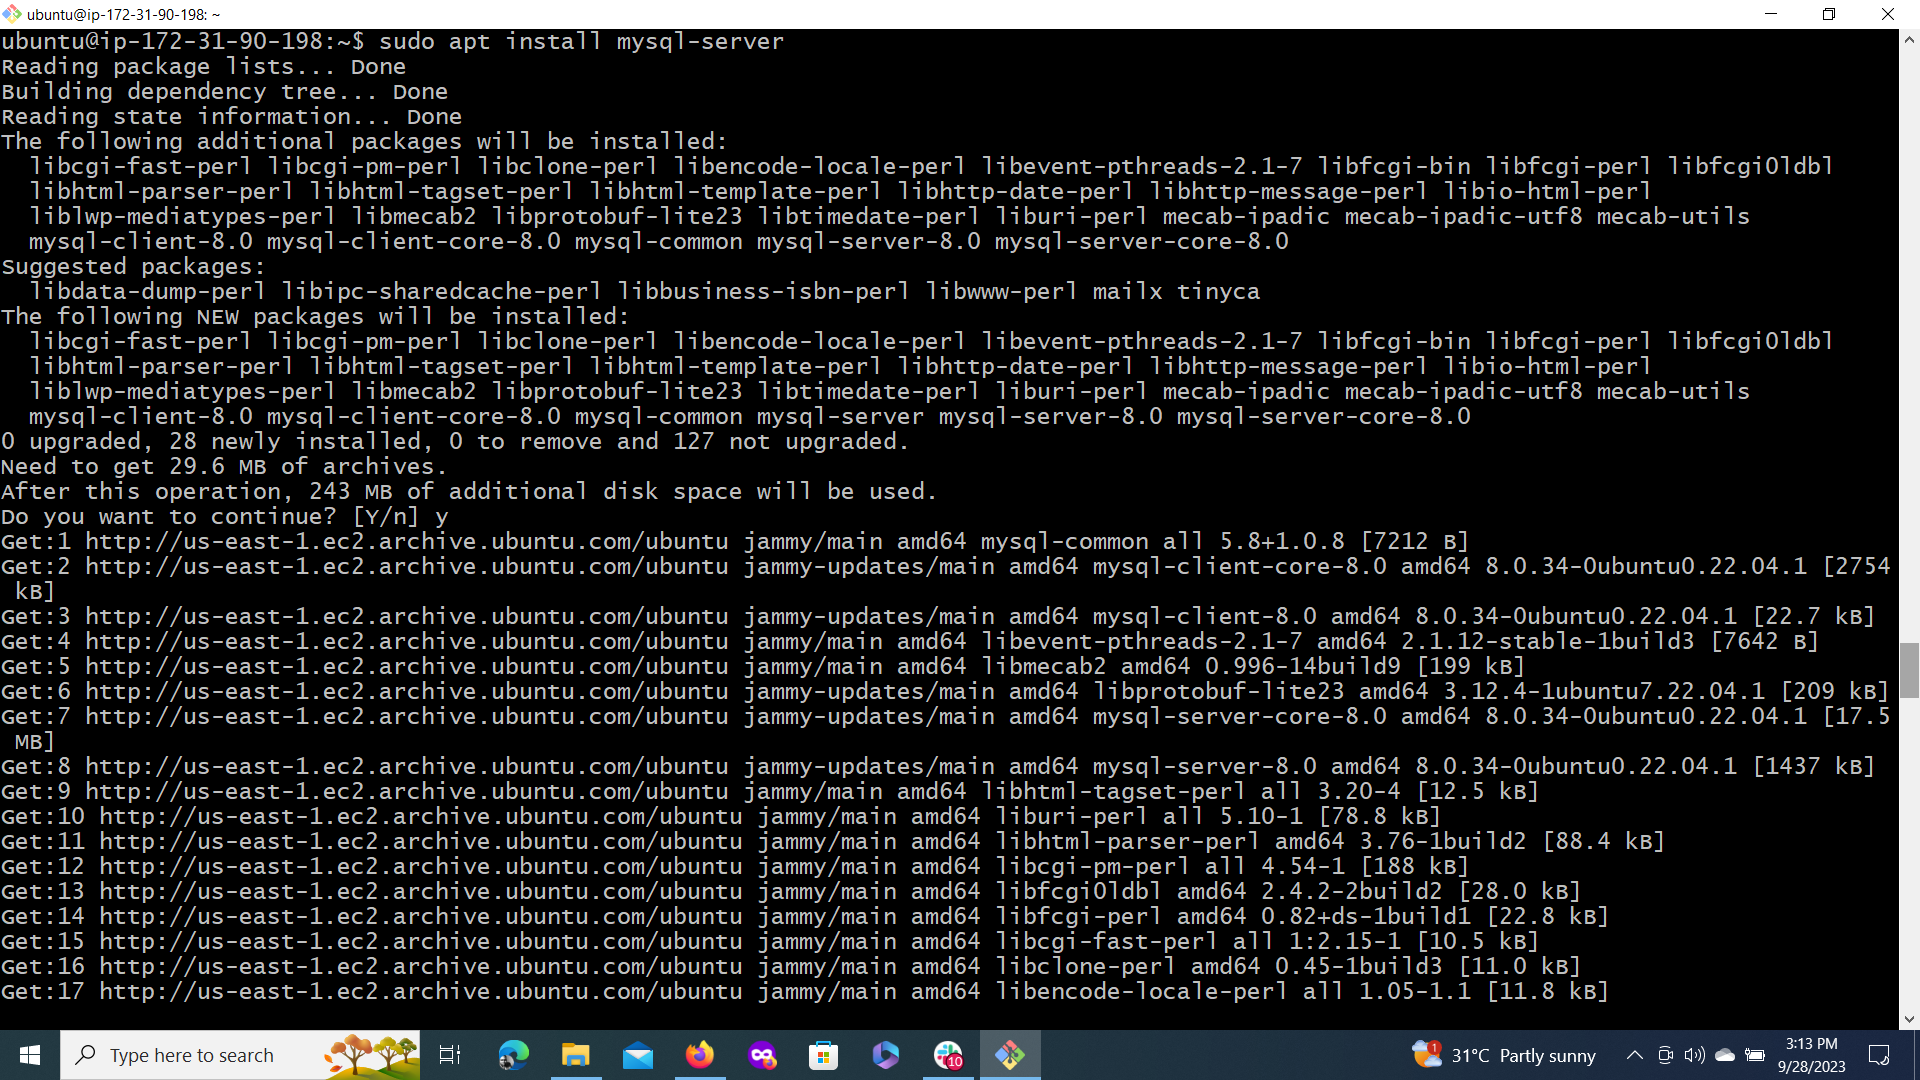 ubuntu@ip-172-31-90-198: ~
ubuntu@ip-172-31-90-198:~$ sudo apt install mysql-server
Reading package lists... Done
Building dependency tree... Done
Reading state information... Done
The following additional packages will be installed:
  libcgi-fast-perl libcgi-pm-perl libclone-perl libencode-locale-perl libevent-pthreads-2.1-7 libfcgi-bin libfcgi-perl libfcgi0ldbl
  libhtml-parser-perl libhtml-tagset-perl libhtml-template-perl libhttp-date-perl libhttp-message-perl libio-html-perl
  liblwp-mediatypes-perl libmecab2 libprotobuf-lite23 libtimedate-perl liburi-perl mecab-ipadic mecab-ipadic-utf8 mecab-utils
  mysql-client-8.0 mysql-client-core-8.0 mysql-common mysql-server-8.0 mysql-server-core-8.0
Suggested packages:
  libdata-dump-perl libipc-sharedcache-perl libbusiness-isbn-perl libwww-perl mailx tinyca
The following NEW packages will be installed:
  libcgi-fast-perl libcgi-pm-perl libclone-perl libencode-locale-perl libevent-pthreads-2.1-7 libfcgi-bin libfcgi-perl libfcgi0ldbl
  libhtml-parser-perl libhtml-tagset-perl libhtml-template-perl libhttp-date-perl libhttp-message-perl libio-html-perl
  liblwp-mediatypes-perl libmecab2 libprotobuf-lite23 libtimedate-perl liburi-perl mecab-ipadic mecab-ipadic-utf8 mecab-utils
  mysql-client-8.0 mysql-client-core-8.0 mysql-common mysql-server mysql-server-8.0 mysql-server-core-8.0
0 upgraded, 28 newly installed, 0 to remove and 127 not upgraded.
Need to get 29.6 MB of archives.
After this operation, 243 MB of additional disk space will be used.
Do you want to continue? [Y/n] y
Get:1 http://us-east-1.ec2.archive.ubuntu.com/ubuntu jammy/main amd64 mysql-common all 5.8+1.0.8 [7212 B]
Get:2 http://us-east-1.ec2.archive.ubuntu.com/ubuntu jammy-updates/main amd64 mysql-client-core-8.0 amd64 8.0.34-0ubuntu0.22.04.1 [2754
 kB]
Get:3 http://us-east-1.ec2.archive.ubuntu.com/ubuntu jammy-updates/main amd64 mysql-client-8.0 amd64 8.0.34-0ubuntu0.22.04.1 [22.7 kB]
Get:4 http://us-east-1.ec2.archive.ubuntu.com/ubuntu jammy/main amd64 libevent-pthreads-2.1-7 amd64 2.1.12-stable-1build3 [7642 B]
Get:5 http://us-east-1.ec2.archive.ubuntu.com/ubuntu jammy/main amd64 libmecab2 amd64 0.996-14build9 [199 kB]
Get:6 http://us-east-1.ec2.archive.ubuntu.com/ubuntu jammy-updates/main amd64 libprotobuf-lite23 amd64 3.12.4-1ubuntu7.22.04.1 [209 kB]
Get:7 http://us-east-1.ec2.archive.ubuntu.com/ubuntu jammy-updates/main amd64 mysql-server-core-8.0 amd64 8.0.34-0ubuntu0.22.04.1 [17.5
 MB]
Get:8 http://us-east-1.ec2.archive.ubuntu.com/ubuntu jammy-updates/main amd64 mysql-server-8.0 amd64 8.0.34-0ubuntu0.22.04.1 [1437 kB]
Get:9 http://us-east-1.ec2.archive.ubuntu.com/ubuntu jammy/main amd64 libhtml-tagset-perl all 3.20-4 [12.5 kB]
Get:10 http://us-east-1.ec2.archive.ubuntu.com/ubuntu jammy/main amd64 liburi-perl all 5.10-1 [78.8 kB]
Get:11 http://us-east-1.ec2.archive.ubuntu.com/ubuntu jammy/main amd64 libhtml-parser-perl amd64 3.76-1build2 [88.4 kB]
Get:12 http://us-east-1.ec2.archive.ubuntu.com/ubuntu jammy/main amd64 libcgi-pm-perl all 4.54-1 [188 kB]
Get:13 http://us-east-1.ec2.archive.ubuntu.com/ubuntu jammy/main amd64 libfcgi0ldbl amd64 2.4.2-2build2 [28.0 kB]
Get:14 http://us-east-1.ec2.archive.ubuntu.com/ubuntu jammy/main amd64 libfcgi-perl amd64 0.82+ds-1build1 [22.8 kB]
Get:15 http://us-east-1.ec2.archive.ubuntu.com/ubuntu jammy/main amd64 libcgi-fast-perl all 1:2.15-1 [10.5 kB]
Get:16 http://us-east-1.ec2.archive.ubuntu.com/ubuntu jammy/main amd64 libclone-perl amd64 0.45-1build3 [11.0 kB]
Get:17 http://us-east-1.ec2.archive.ubuntu.com/ubuntu jammy/main amd64 libencode-locale-perl all 1.05-1.1 [11.8 kB]
Type here to search
10
1
31°C Partly sunny
3:13 PM
9/28/2023